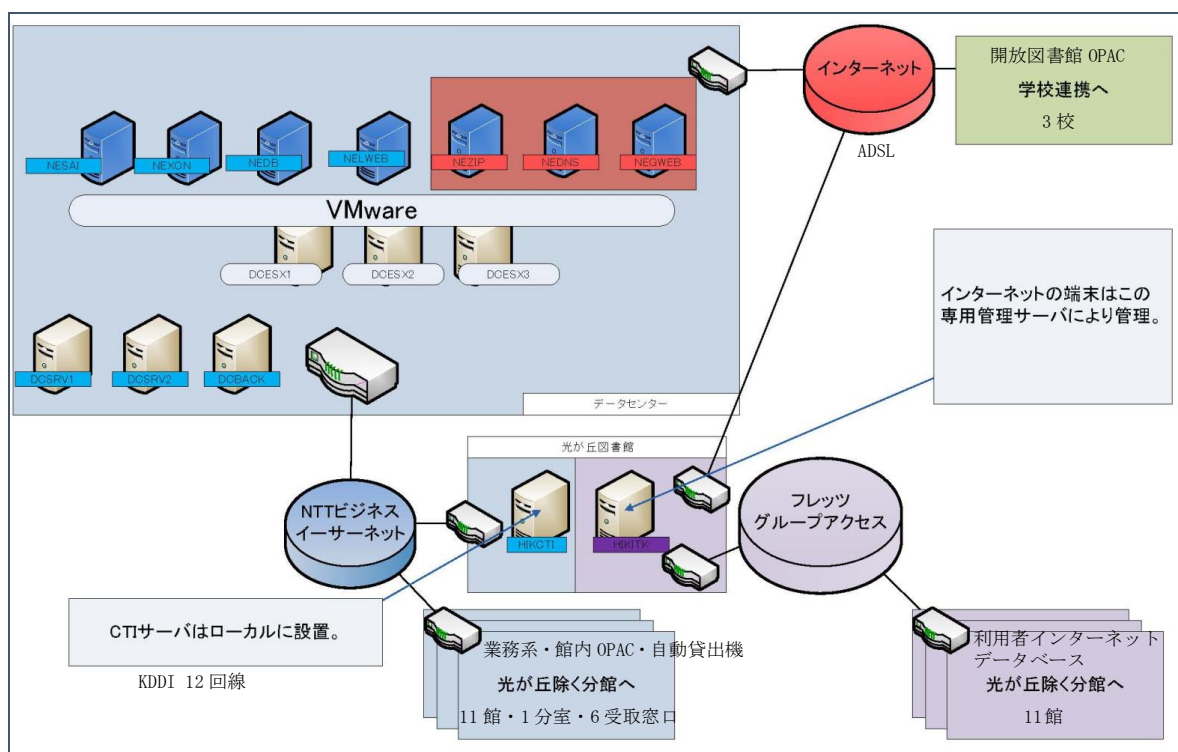 インターネット
開放図書館 OPAC
学校連携へ
3 校
ADSL
NESAI
NEXON
NEDB
NELWEB
NEZIP
NEDNS
NEGWEB
VMware
DCESX1
DCESX2
DCESX3
インターネットの端末はこの
専用管理サーバにより管理。
DCSRV1
DCSRV2
DCBACK
データセンター
光が丘図書館
NTTビジネス
イーサーネット
HIKCTI
HIKITK
フレッツ
グループアクセス
CTIサーバはローカルに設置。
KDDI 12 回線
業務系・館内 OPAC・自動貸出機
光が丘除く分館へ
11 館・1 分室・6 受取窓口
利用者インターネット
データベース
光が丘除く分館へ
11 館